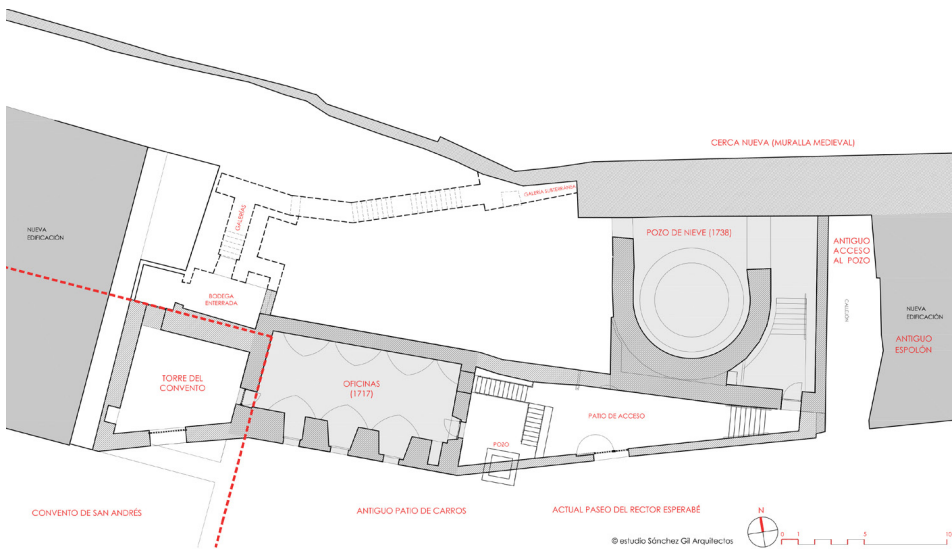 CERCA NUEVA (MURALLA MEDIEVAL)
GALERÍA SUBTERRÁNEA
GALERÍAS
NUEVA
EDIFICACIÓN
POZO DE NIEVE (1738)
ANTIGUO
ACCESO
AL POZO
BODEGA
ENTERRADA
CALLEJÓN
NUEVA
EDIFICACIÓN
ANTIGUO
ESPOLÓN
TORRE DEL
CONVENTO
OFICINAS
(1717)
PATIO DE ACCESO
POZO
CONVENTO DE SAN ANDRÉS
ANTIGUO PATIO DE CARROS
ACTUAL PASEO DEL RECTOR ESPERABÉ
N
© estudio Sánchez Gil Arquitectos
0 1 5 10